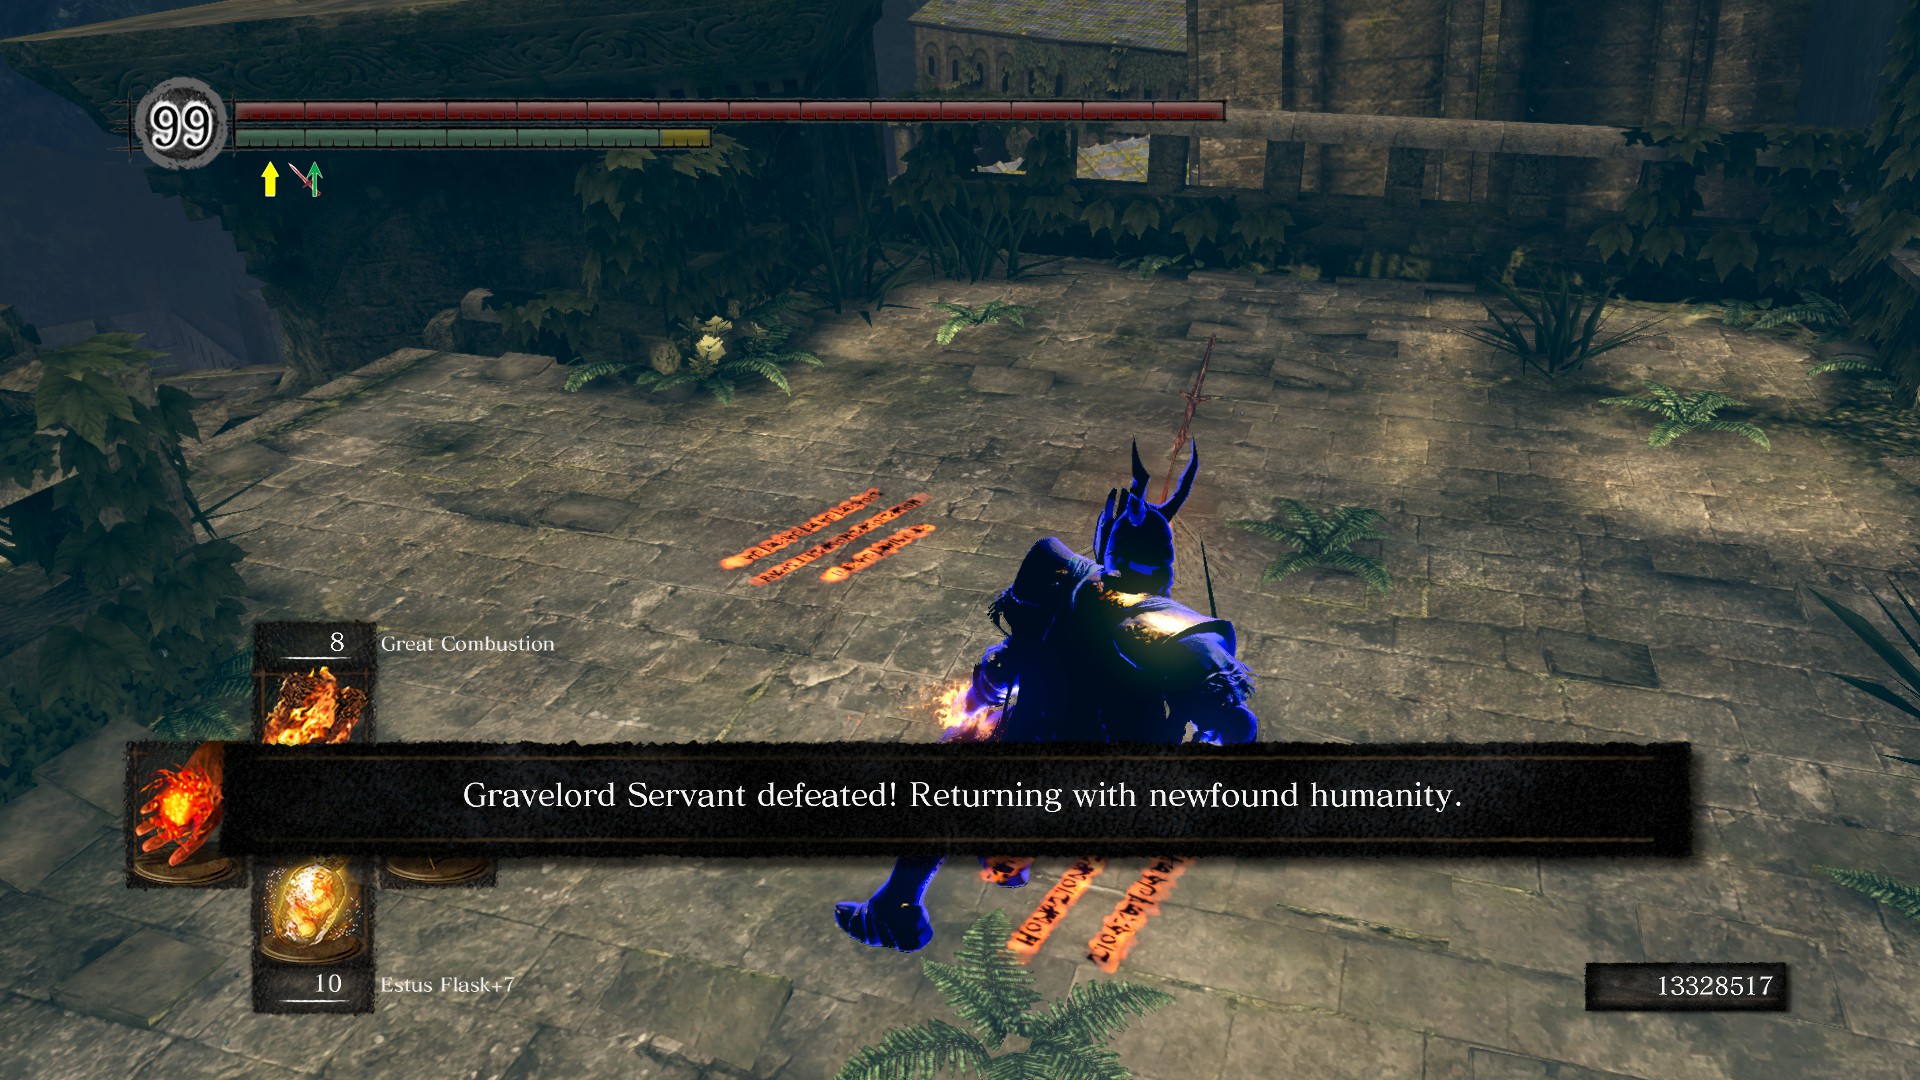 99
8 Great Combustion
Gravelord Servant defeated! Returning with newfound humanity.
10 Estus Flask+7
13328517